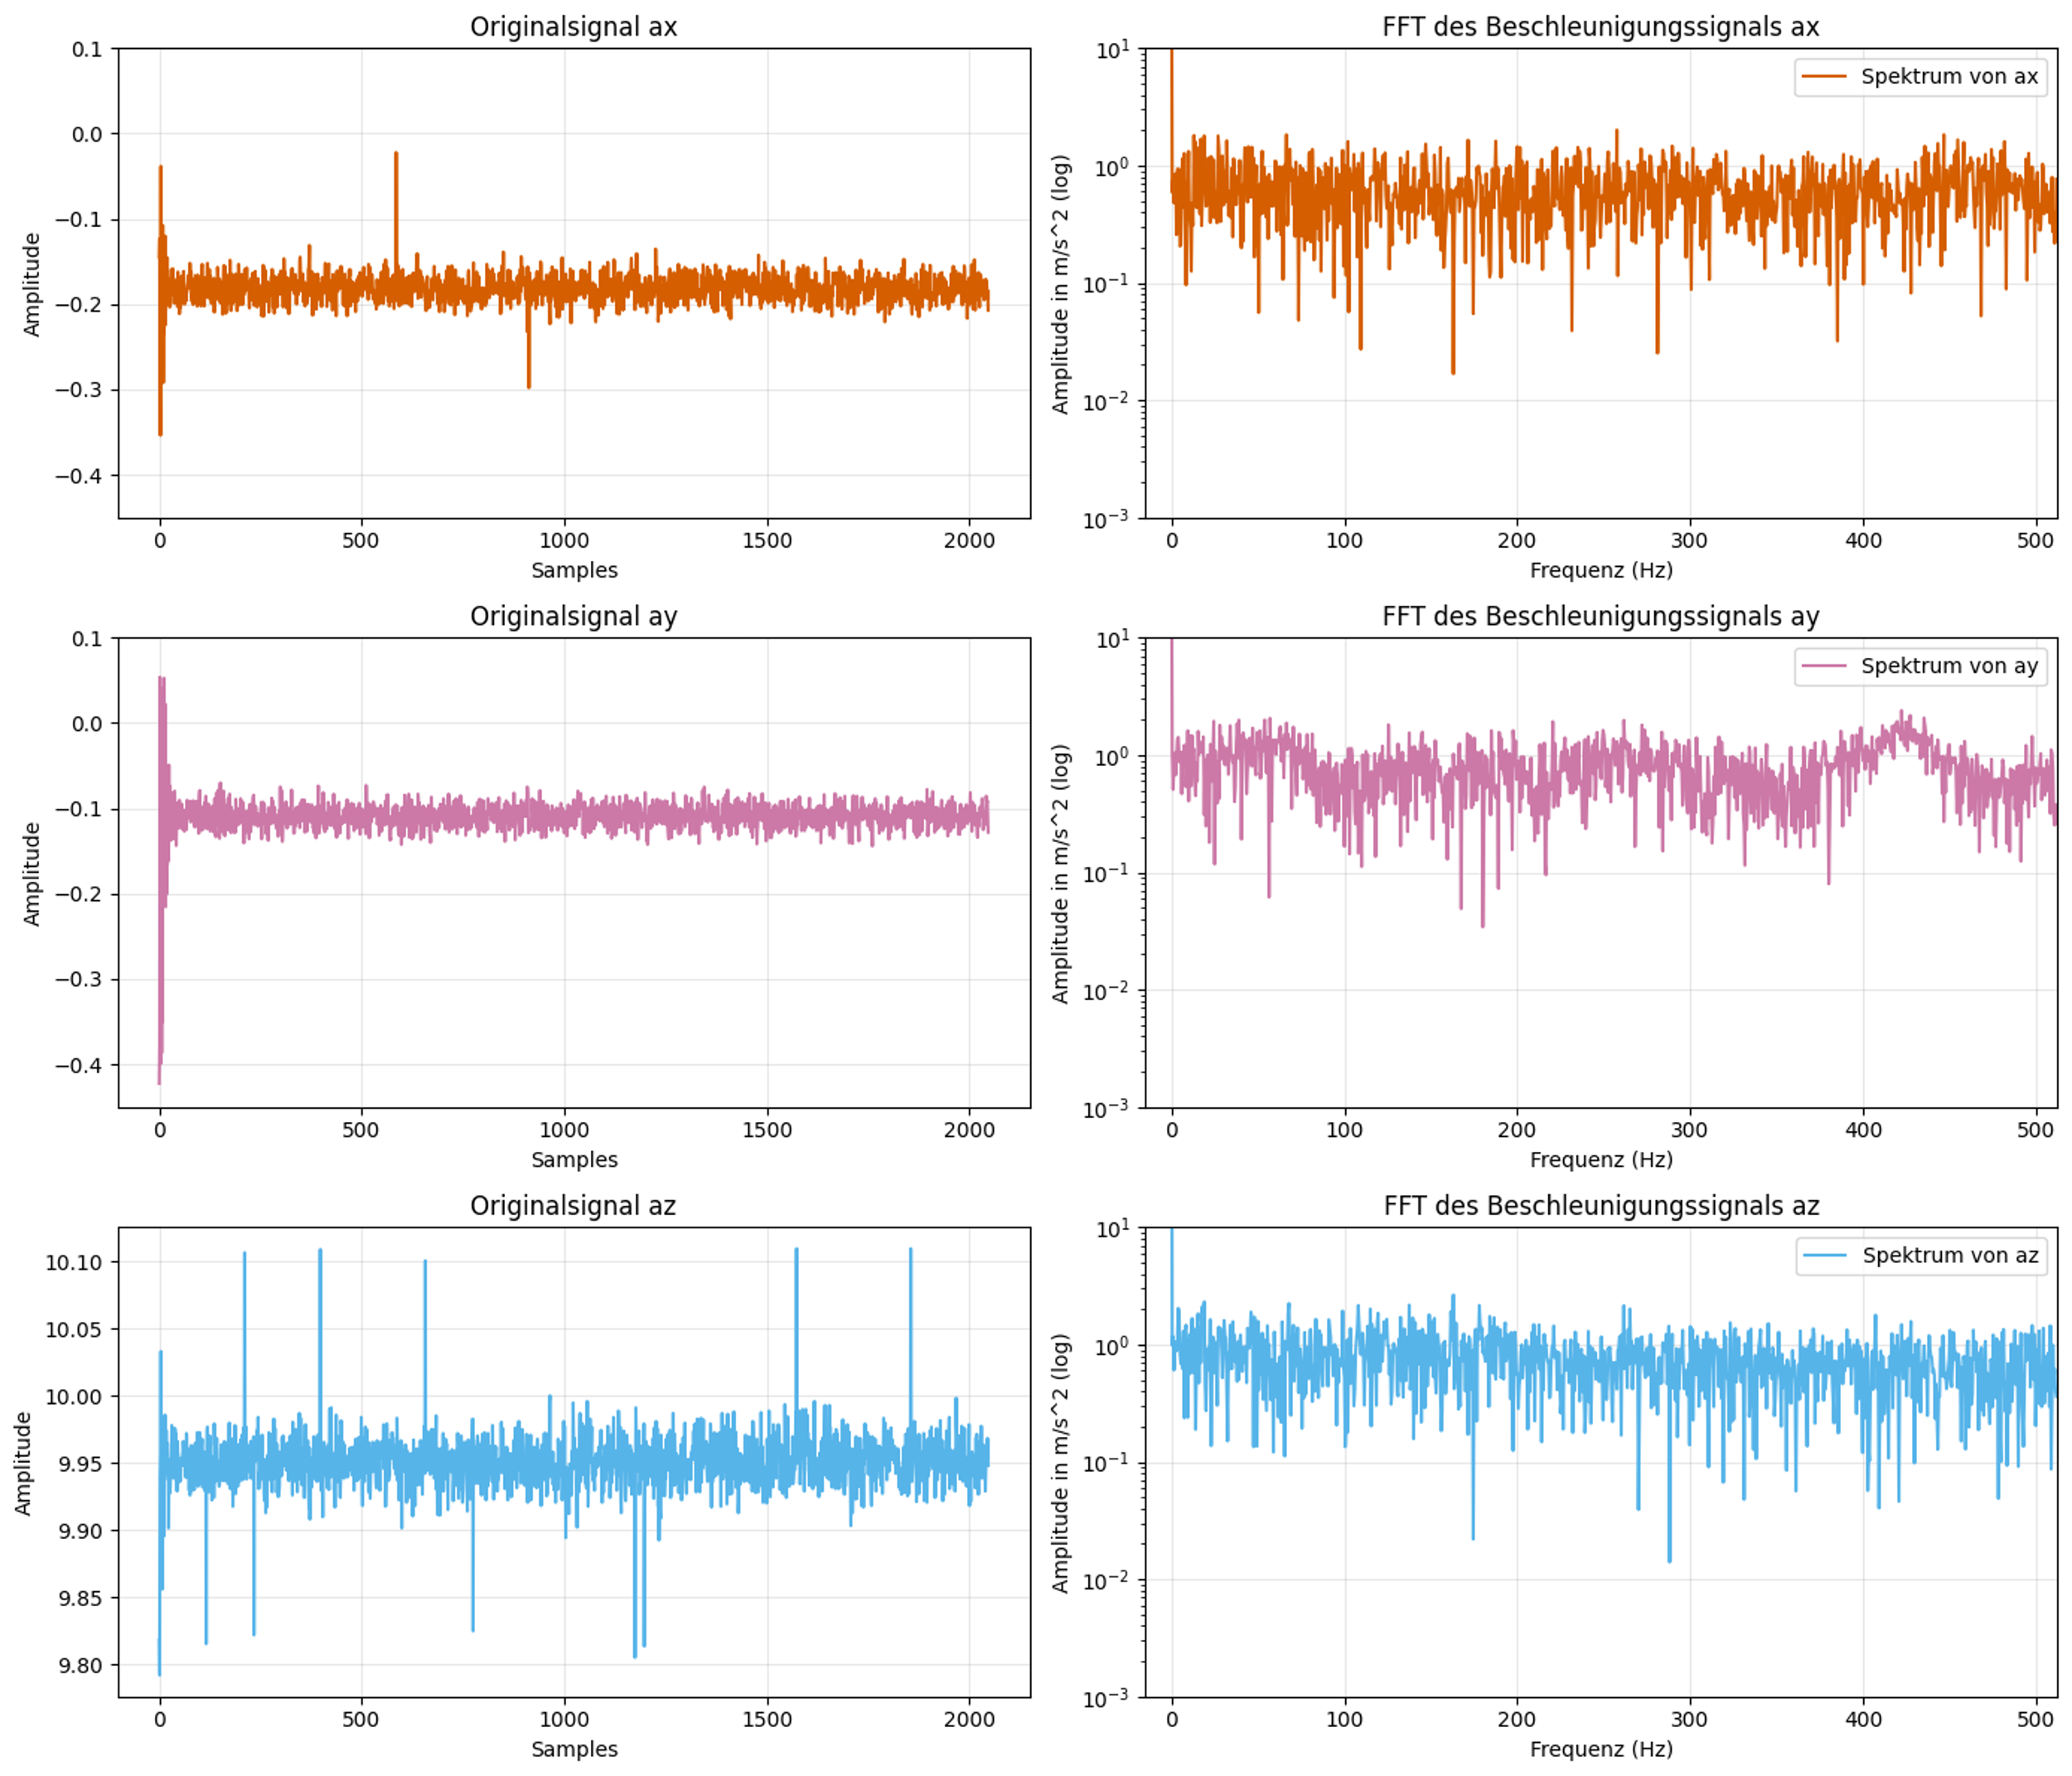 Originalsignal ax
0.1
0.0
−0.1
−0.2
−0.3
−0.4
Amplitude
0 500 1000 1500 2000
Samples
FFT des Beschleunigungssignals ax
Spektrum von ax
10^1
10^0
10^−1
10^−2
10^−3
Amplitude in m/s^2 (log)
0 100 200 300 400 500
Frequenz (Hz)
Originalsignal ay
0.1
0.0
−0.1
−0.2
−0.3
−0.4
Amplitude
0 500 1000 1500 2000
Samples
FFT des Beschleunigungssignals ay
Spektrum von ay
10^1
10^0
10^−1
10^−2
10^−3
Amplitude in m/s^2 (log)
0 100 200 300 400 500
Frequenz (Hz)
Originalsignal az
10.10
10.05
10.00
9.95
9.90
9.85
9.80
Amplitude
0 500 1000 1500 2000
Samples
FFT des Beschleunigungssignals az
Spektrum von az
10^1
10^0
10^−1
10^−2
10^−3
Amplitude in m/s^2 (log)
0 100 200 300 400 500
Frequenz (Hz)